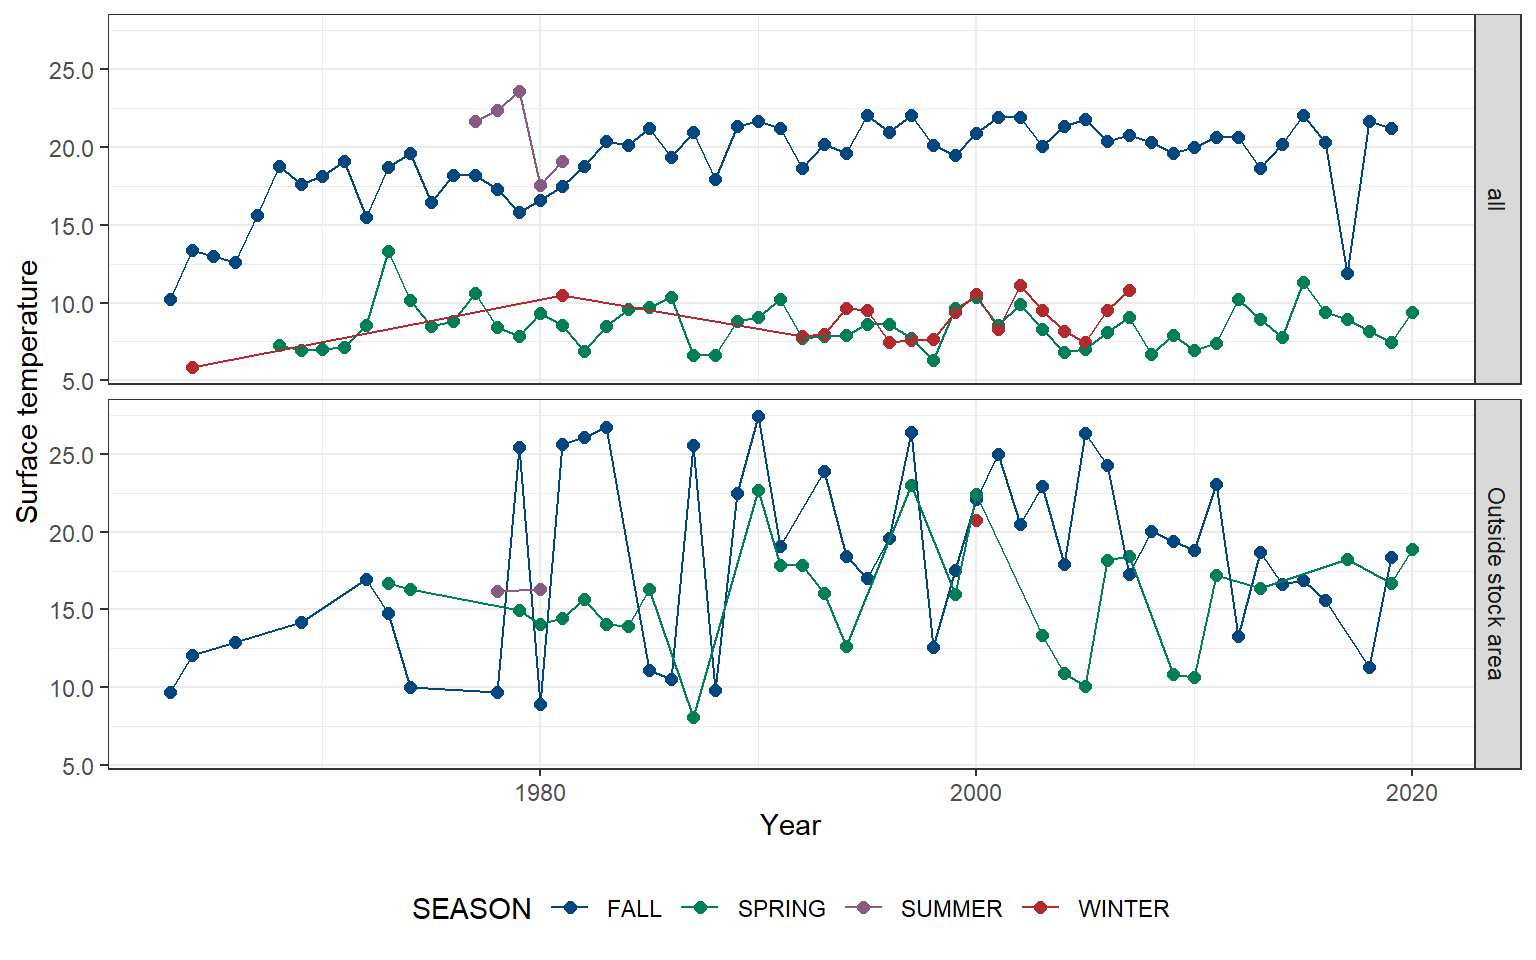 Surface temperature
25.0
20.0
15.0
10.0
5.0
all
25.0
20.0
15.0
10.0
5.0
Outside stock area
1980 2000 2020
Year
SEASON FALL SPRING SUMMER WINTER